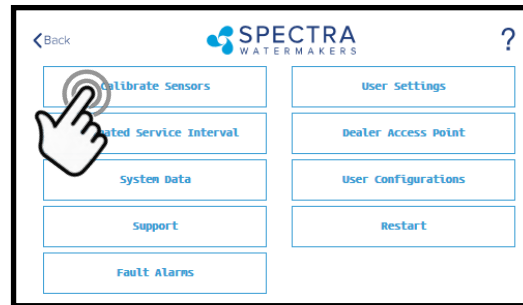 Back
SPECTRA
WATERMAKERS
?
Calibrate Sensors
User Settings
Service Interval
Dealer Access Point
System Data
User Configurations
Support
Restart
Fault Alarms